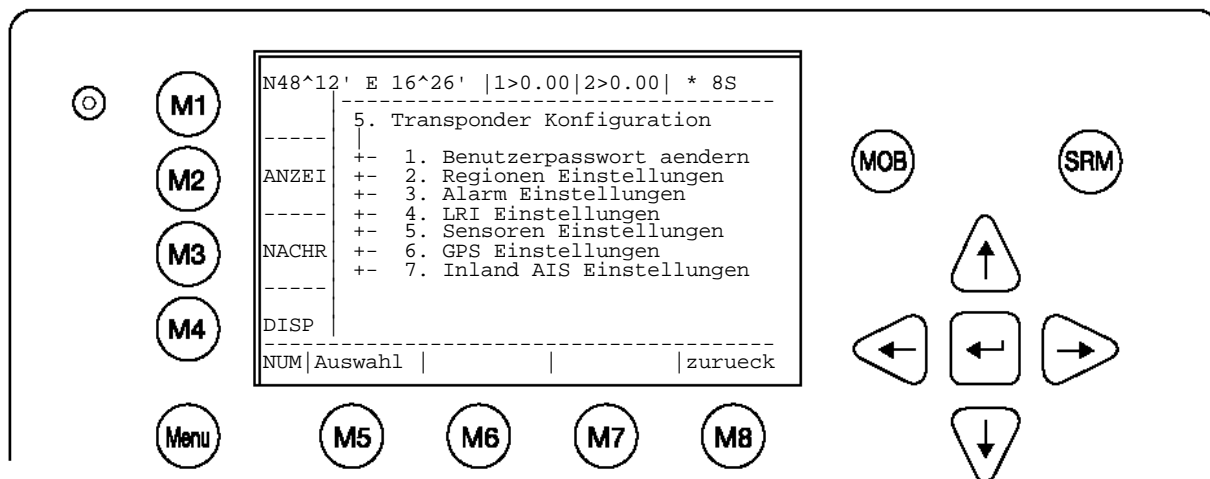 N48^12' E 16^26' |1>0.00|2>0.00| * 8S
5. Transponder Konfiguration
+- 1. Benutzerpasswort aendern
ANZEI +- 2. Regionen Einstellungen
+- 3. Alarm Einstellungen
+- 4. LRI Einstellungen
+- 5. Sensoren Einstellungen
NACHR +- 6. GPS Einstellungen
+- 7. Inland AIS Einstellungen
DISP
NUM|Auswahl | | |zurueck
M1
M2
M3
M4
Menu
M5
M6
M7
M8
MOB
SRM